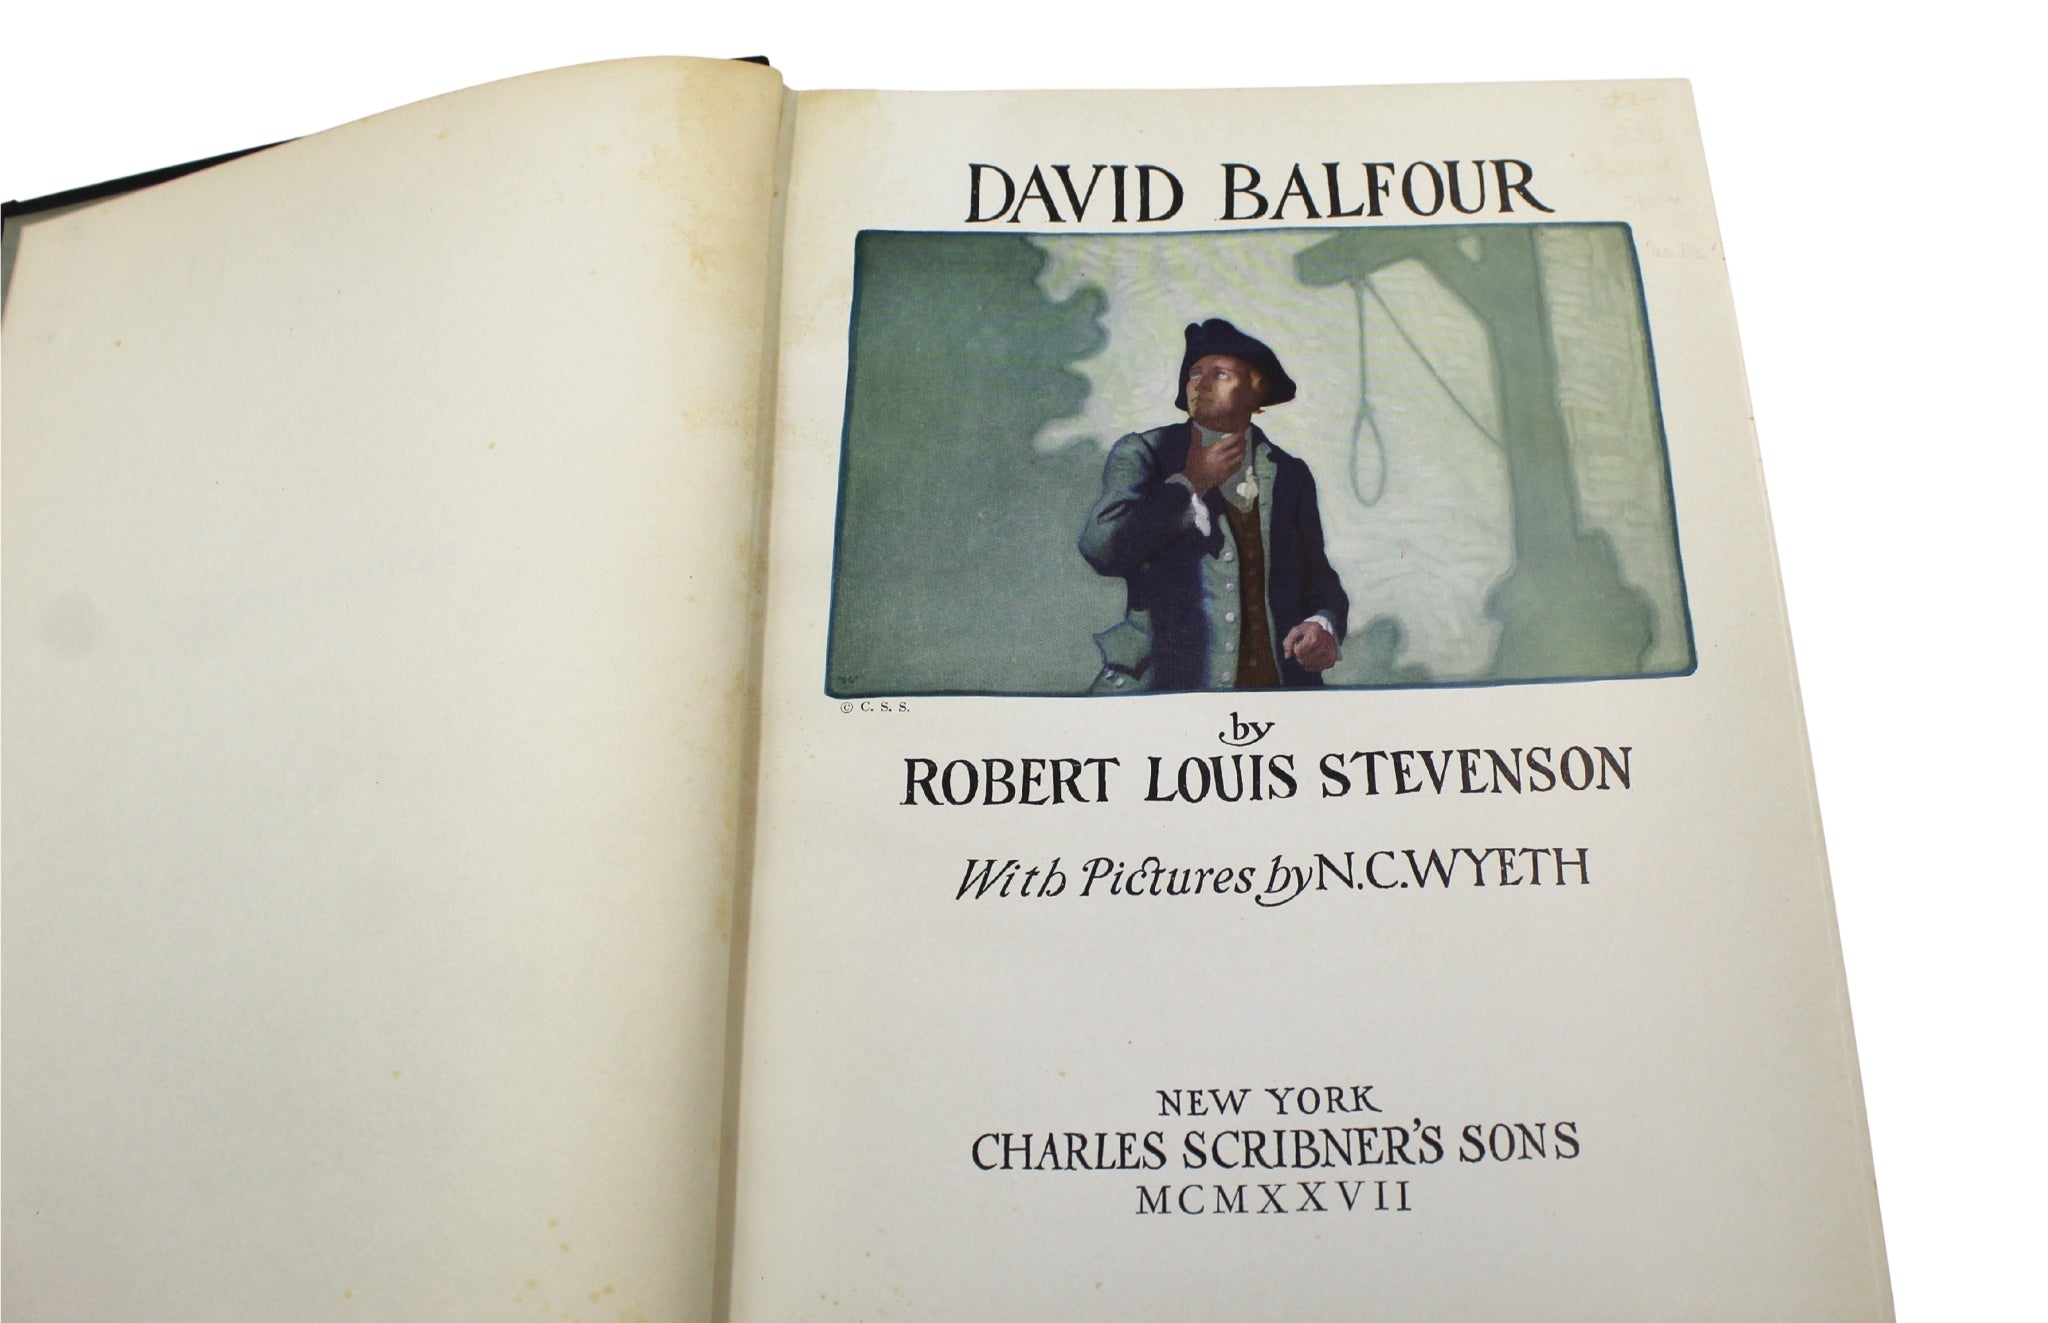 DAVID BALFOUR
© C. S. S.
by
ROBERT LOUIS STEVENSON
With Pictures by N.C.WYETH
NEW YORK
CHARLES SCRIBNER'S SONS
MCMXXVII